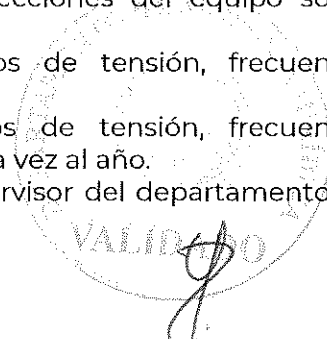 ecciones del equipo so
os de tensión, frecuen
os de tensión, frecuen
a vez al año.
rvisor del departamento
VALIDADO